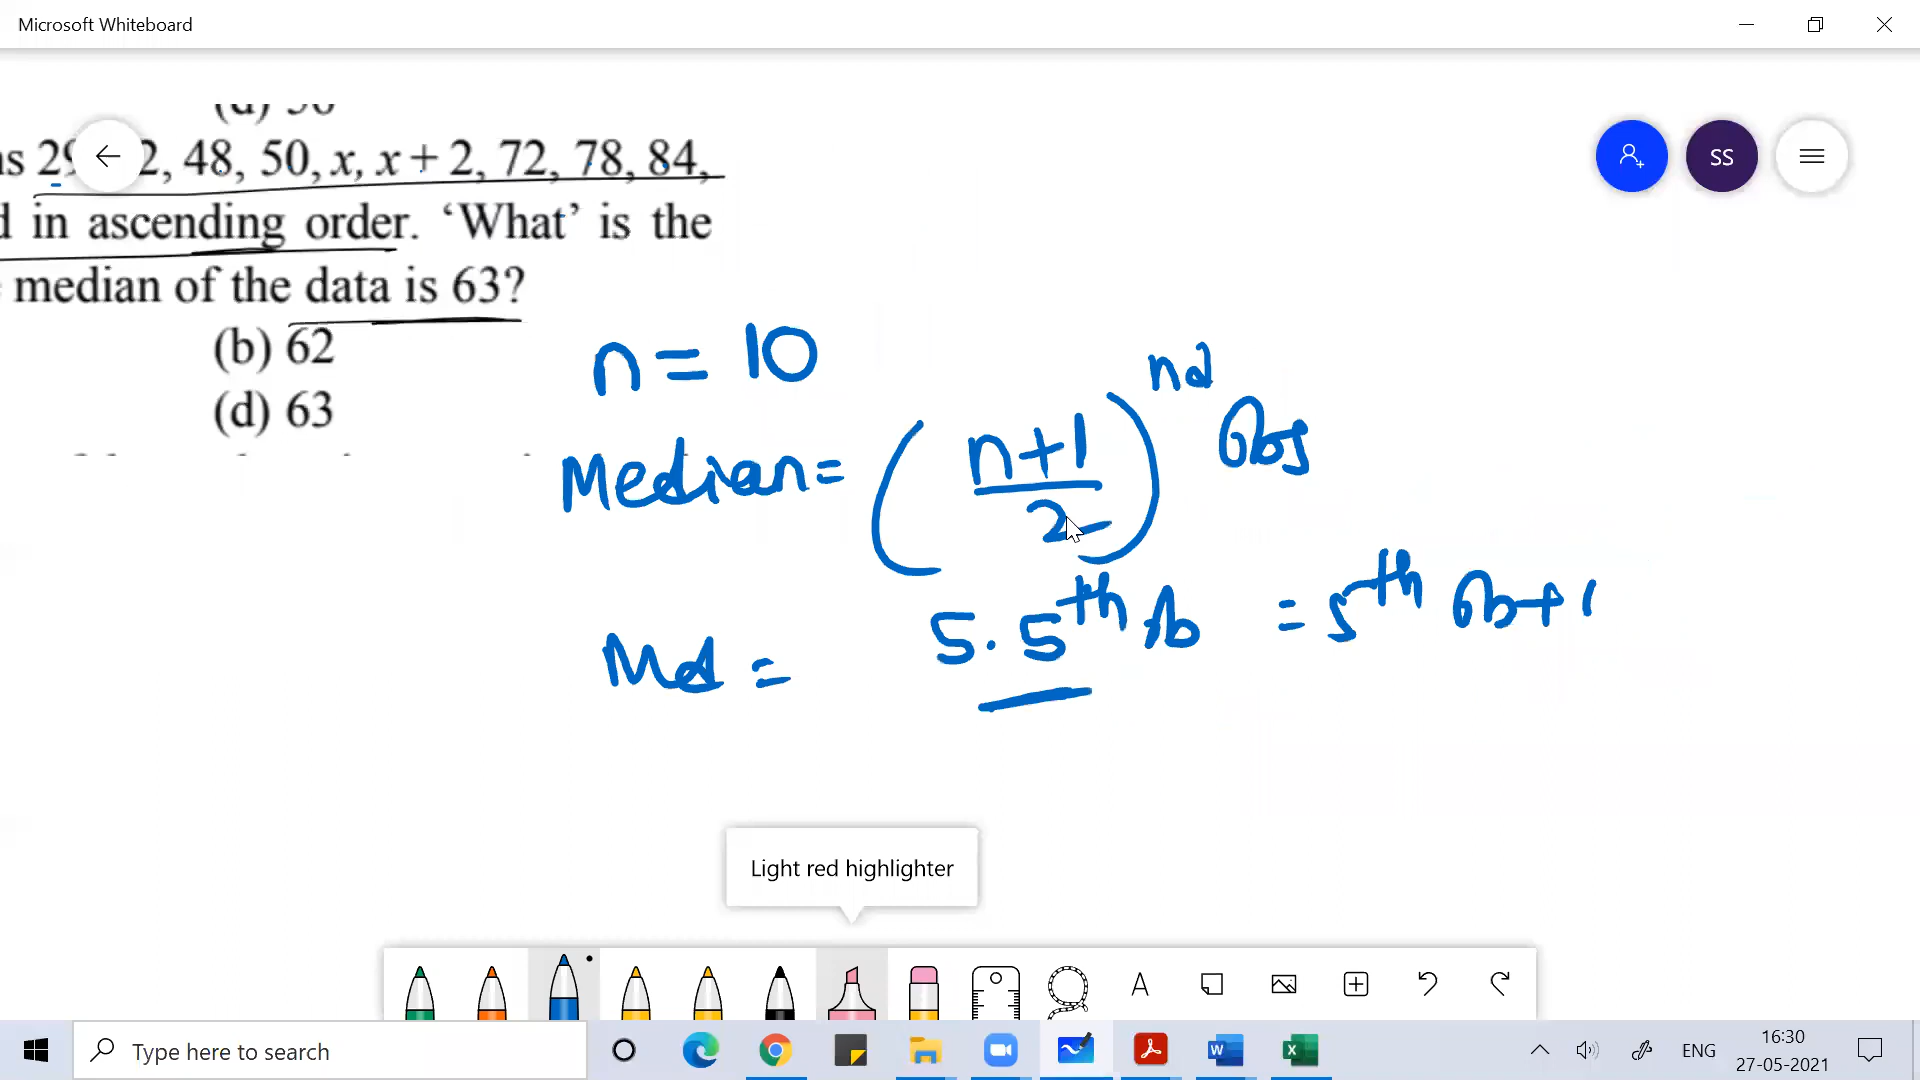 Microsoft Whiteboard
48, 50, x, x + 2, 72, 78, 84,
in ascending order. ‘What’ is the
median of the data is 63?
(b) 62
(d) 63
n = 10
Median = (n+1/2)nd Obs
Md = 5.5th Ob = 5th Ob + 1
SS
Light red highlighter
A
Type here to search
ENG
16:30
27-05-2021